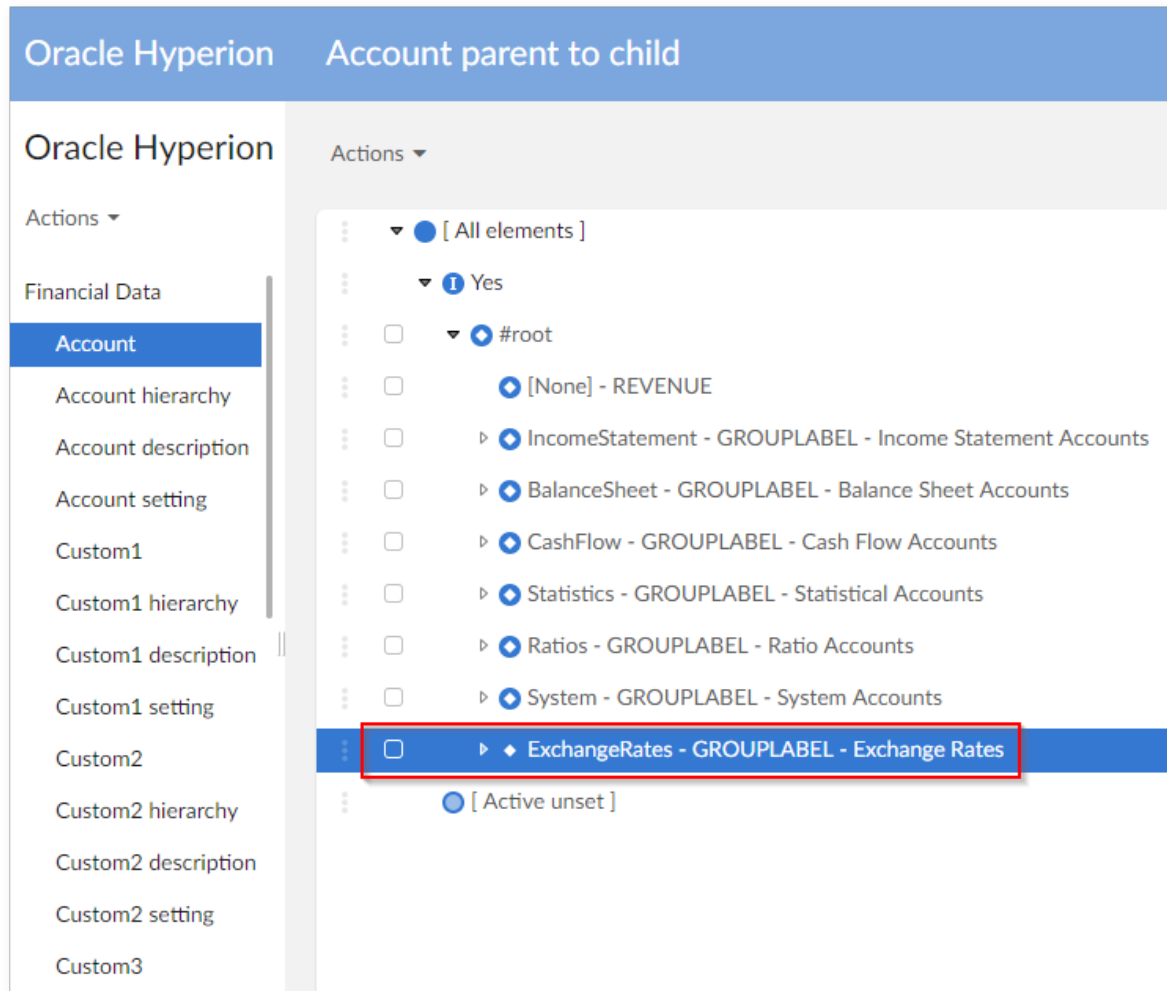 Oracle Hyperion Account parent to child
Oracle Hyperion
Actions
Financial Data
Account
Account hierarchy
Account description
Account setting
Custom1
Custom1 hierarchy
Custom1 description
Custom1 setting
Custom2
Custom2 hierarchy
Custom2 description
Custom2 setting
Custom3
Actions
[ All elements ]
I Yes
#root
[None] - REVENUE
IncomeStatement - GROUPLABEL - Income Statement Accounts
BalanceSheet - GROUPLABEL - Balance Sheet Accounts
CashFlow - GROUPLABEL - Cash Flow Accounts
Statistics - GROUPLABEL - Statistical Accounts
Ratios - GROUPLABEL - Ratio Accounts
System - GROUPLABEL - System Accounts
ExchangeRates - GROUPLABEL - Exchange Rates
[ Active unset ]